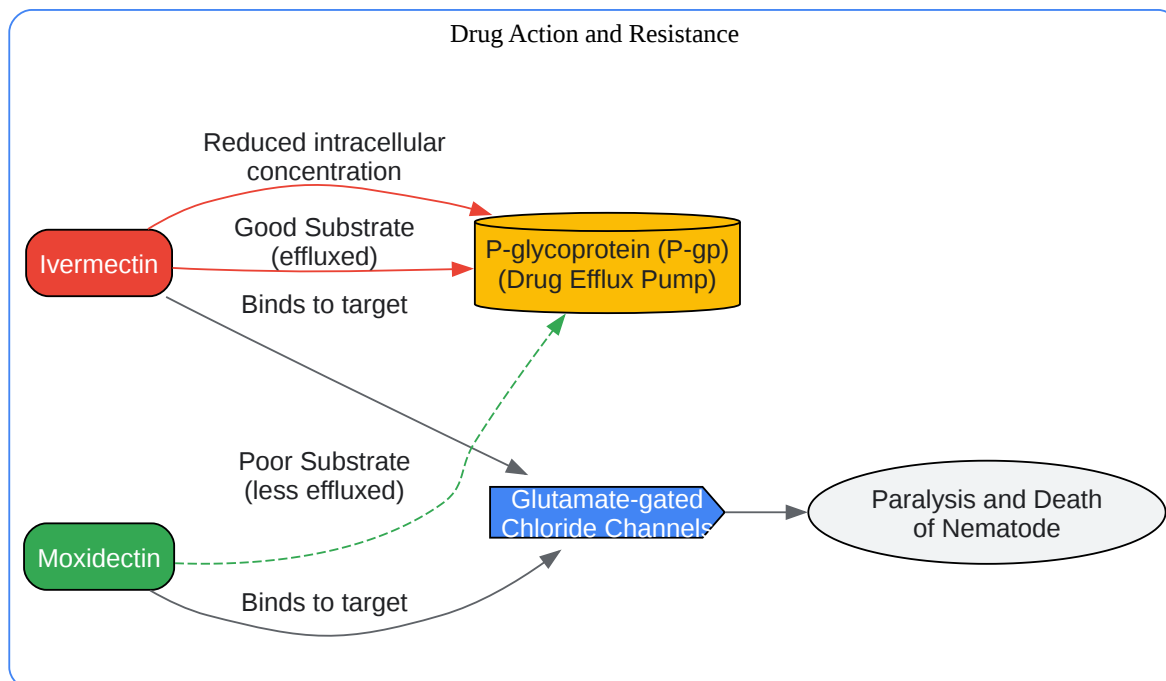 Drug Action and Resistance
Reduced intracellular
concentration
Good Substrate
(effluxed)
P-glycoprotein (P-gp)
(Drug Efflux Pump)
Ivermectin
Binds to target
Poor Substrate
(less effluxed)
Glutamate-gated
Chloride Channels
Paralysis and Death
of Nematode
Moxidectin
Binds to target